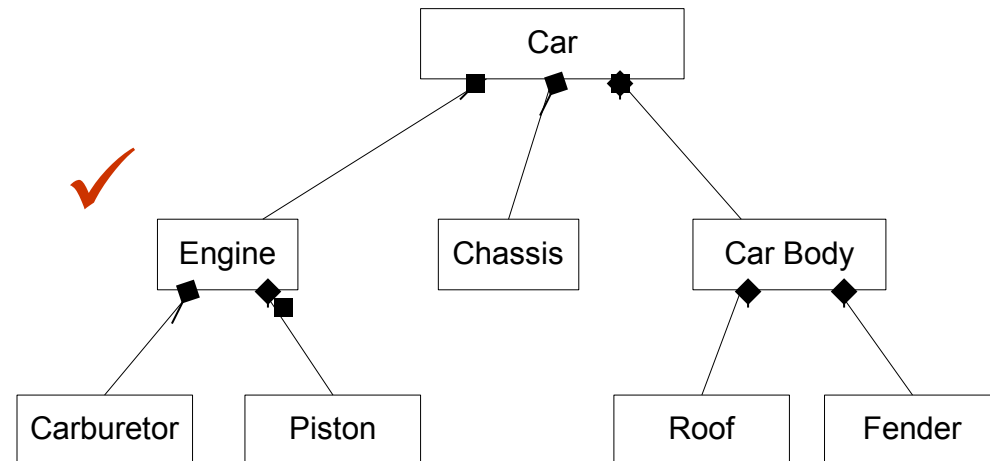 Car
Engine
Chassis
Car Body
Carburetor
Piston
Roof
Fender